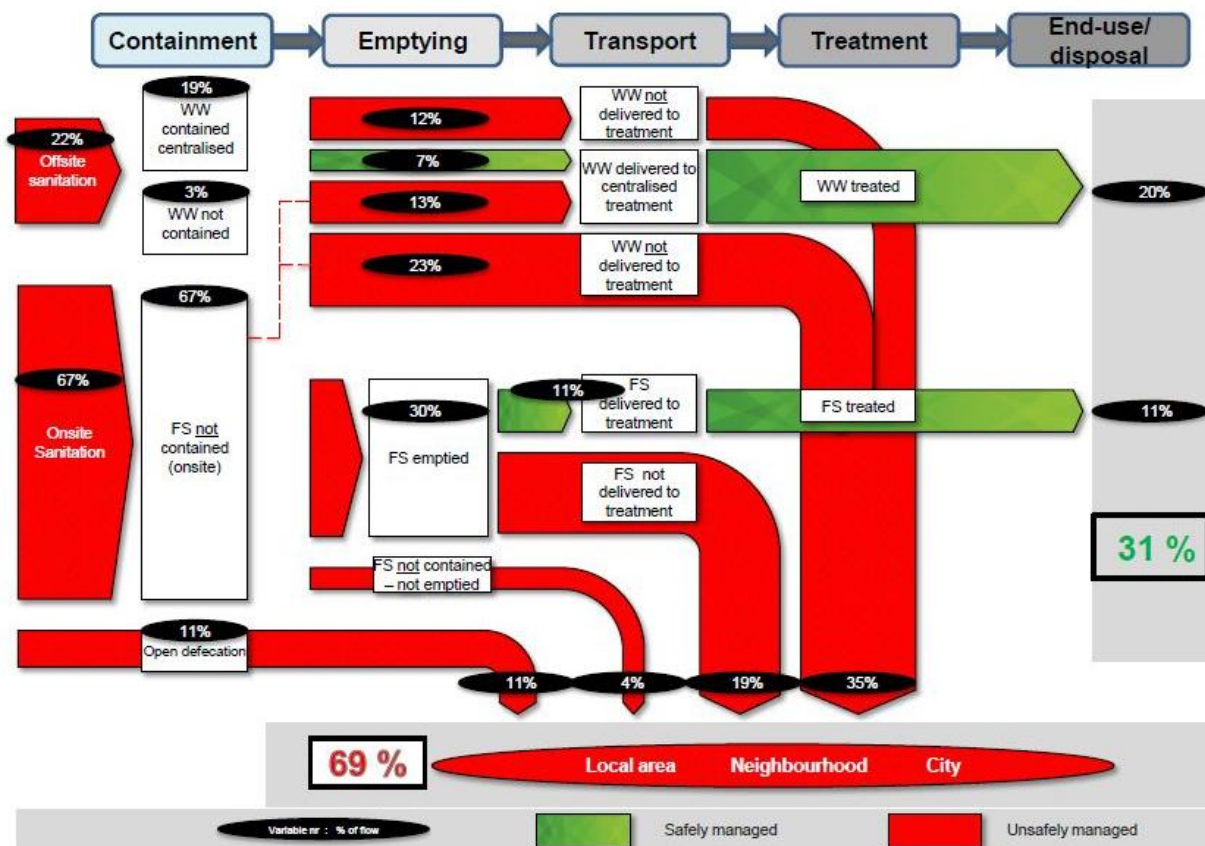 Containment
Emptying
Transport
Treatment
End-use/
disposal
22%
Offsite
sanitation
19%
WW
contained
centralised
3%
WW not
contained
12%
WW not
delivered to
treatment
7%
13%
WW delivered to
centralised
treatment
WW treated
20%
23%
WW not
delivered to
treatment
67%
Onsite
Sanitation
67%
FS not
contained
(onsite)
30%
FS emptied
11%
FS
delivered to
treatment
FS treated
11%
FS not
delivered to
treatment
31 %
FS not contained
– not emptied
11%
Open defecation
11%
4%
19%
35%
69 %
Local area Neighbourhood City
Variable nr : % of flow
Safely managed
Unsafely managed